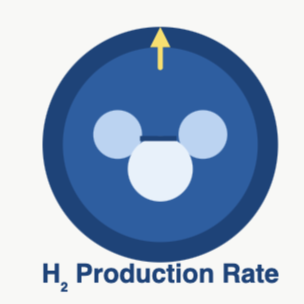 H₂ Production Rate